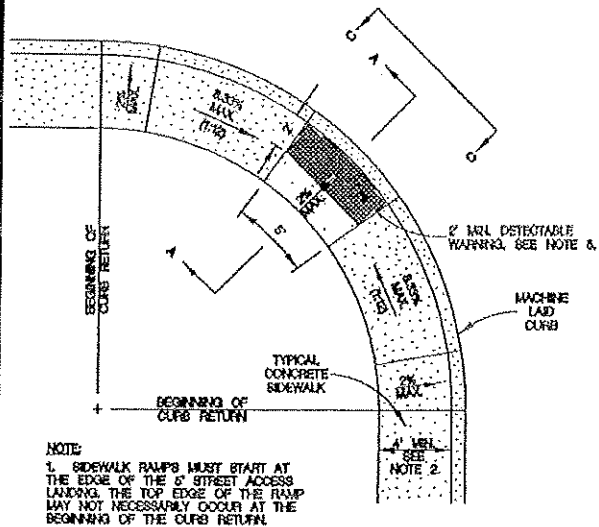 C
A
8.33%
MAX.
(1:12)
2%
MAX.
2'
C
2%
MAX.
5'
2' MIN. DETECTABLE
WARNING, SEE NOTE 8.
A
BEGINNING OF
CURB RETURN
8.33%
MAX.
(1:12)
MACHINE
LAID
CURB
TYPICAL
CONCRETE
SIDEWALK
2%
MAX.
BEGINNING OF
CURB RETURN
4' MIN.
SEE
NOTE 2.
NOTE:
1. SIDEWALK RAMPS MUST START AT
THE EDGE OF THE 5' STREET ACCESS
LANDING. THE TOP EDGE OF THE RAMP
MAY NOT NECESSARILY OCCUR AT THE
BEGINNING OF THE CURB RETURN.